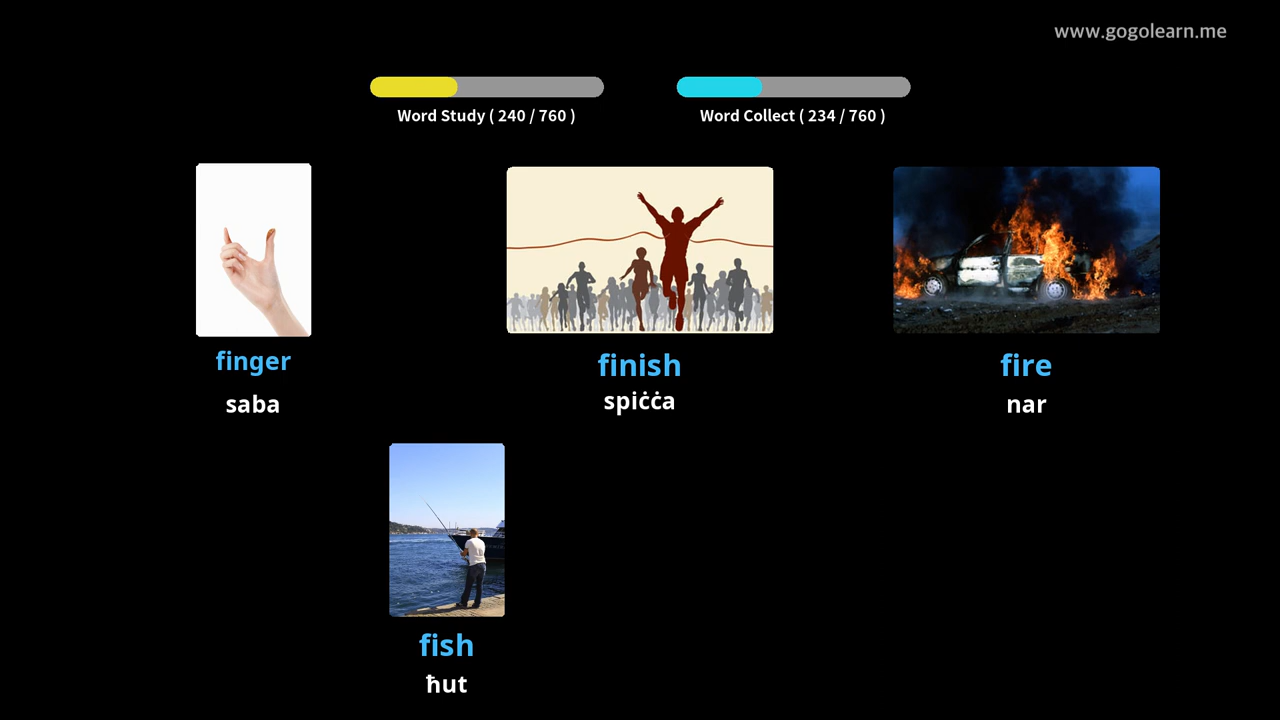 www.gogolearn.me
Word Study ( 240 / 760 )
Word Collect ( 234 / 760 )
finger
saba
finish
spiċċa
fire
nar
fish
ħut